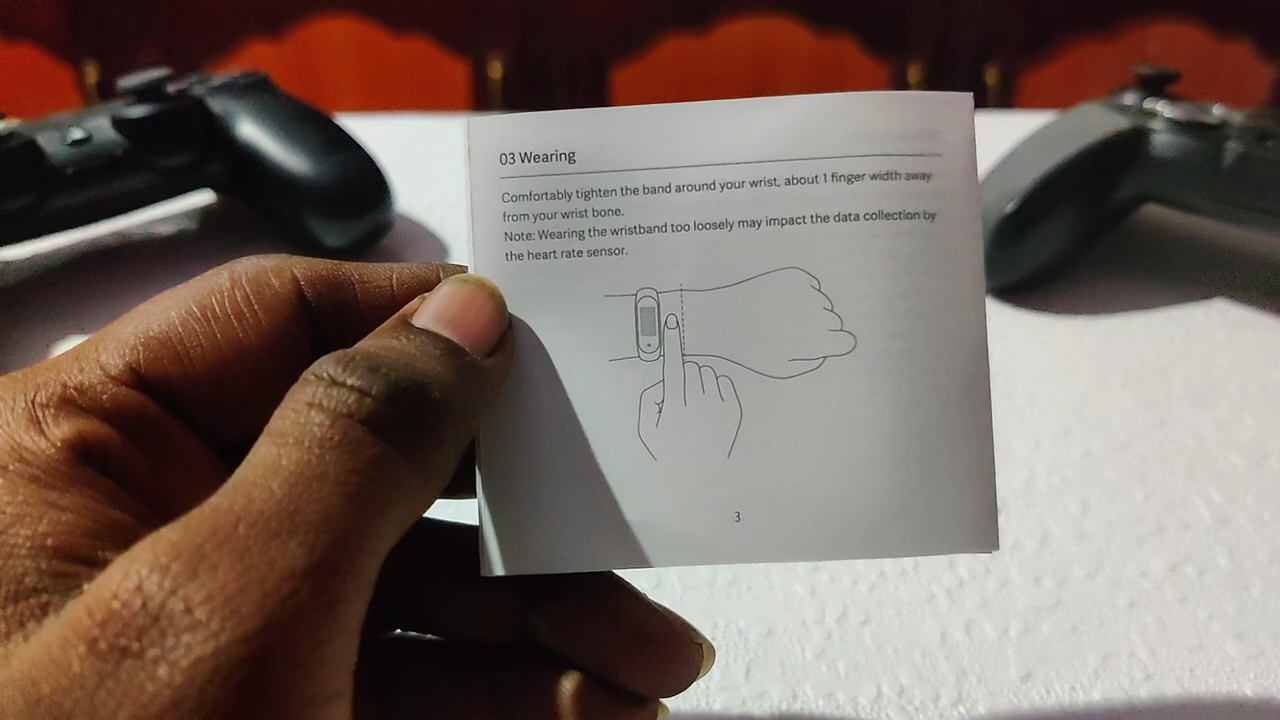 03 Wearing
Comfortably tighten the band around your wrist, about 1 finger width away
from your wrist bone.
Note: Wearing the wristband too loosely may impact the data collection by
the heart rate sensor.
3